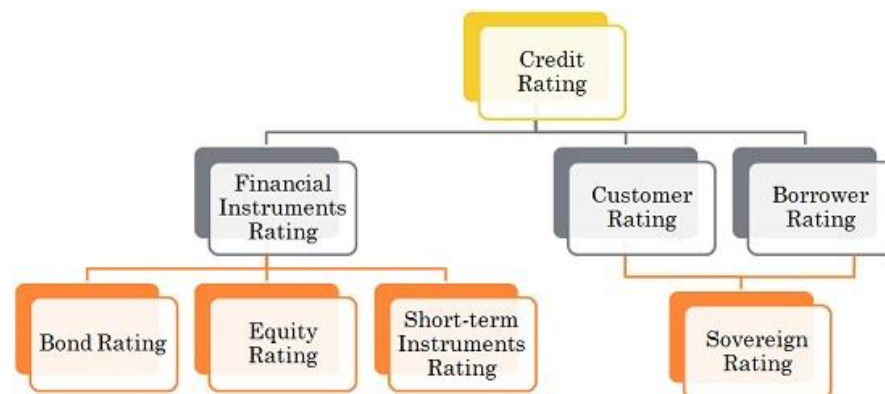 Credit
Rating
Financial
Instruments
Rating
Customer
Rating
Borrower
Rating
Bond Rating
Equity
Rating
Short-term
Instruments
Rating
Sovereign
Rating